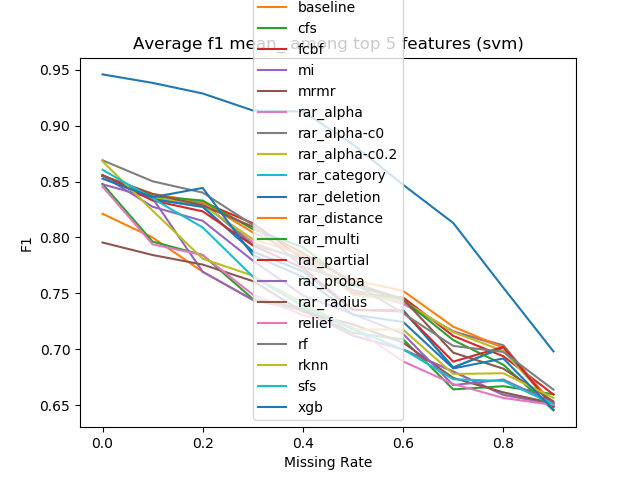 baseline
Average f1 mean_ among top 5 features (svm)
cfs
fcbf
mi
mrmr
rar_alpha
rar_alpha-c0
rar_alpha-c0.2
rar_category
rar_deletion
rar_distance
rar_multi
rar_partial
rar_proba
rar_radius
relief
rf
rknn
sfs
xgb
0.95
0.90
0.85
0.80
0.75
0.70
0.65
F1
0.0 0.2 0.4 0.6 0.8
Missing Rate